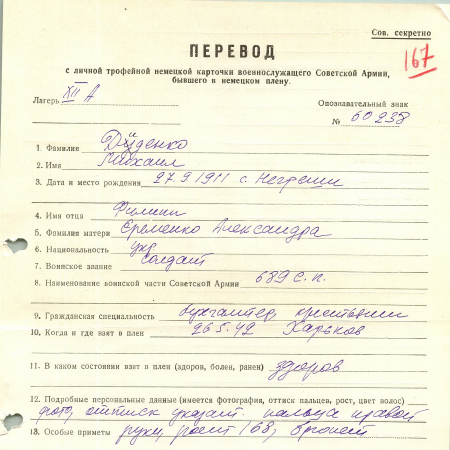 Сов. секретно
167
ПЕРЕВОД
с личной трофейной немецкой карточки военнослужащего Советской Армии,
бывшего в немецком плену.
Лагерь XII А
Опознавательный знак
№ 60238
1. Фамилия Дуденко
2. Имя Михаил
3. Дата и место рождения 27.9.1911 с.
4. Имя отца Филипп
5. Фамилия матери Еременко Александра
6. Национальность укр
7. Воинское звание солдат
8. Наименование воинской части Советской Армии 689 с.п.
9. Гражданская специальность бухгалтер, крестьянин
10. Когда и где взят в плен 26.5.42 Харьков
11. В каком состоянии взят в плен (здоров, болен, ранен) здоров
12. Подробные персональные данные (имеется фотография, оттиск пальцев, рост, цвет волос)
фото, оттиск указат. пальца правой
13. Особые приметы руки, рост 168,